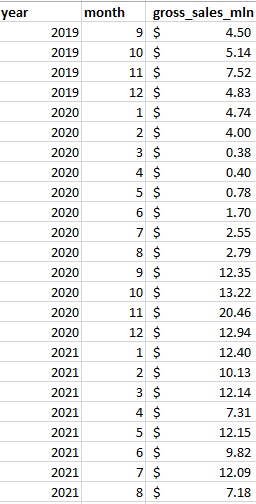 year month gross_sales_mln
2019 9 $ 4.50
2019 10 $ 5.14
2019 11 $ 7.52
2019 12 $ 4.83
2020 1 $ 4.74
2020 2 $ 4.00
2020 3 $ 0.38
2020 4 $ 0.40
2020 5 $ 0.78
2020 6 $ 1.70
2020 7 $ 2.55
2020 8 $ 2.79
2020 9 $ 12.35
2020 10 $ 13.22
2020 11 $ 20.46
2020 12 $ 12.94
2021 1 $ 12.40
2021 2 $ 10.13
2021 3 $ 12.14
2021 4 $ 7.31
2021 5 $ 12.15
2021 6 $ 9.82
2021 7 $ 12.09
2021 8 $ 7.18